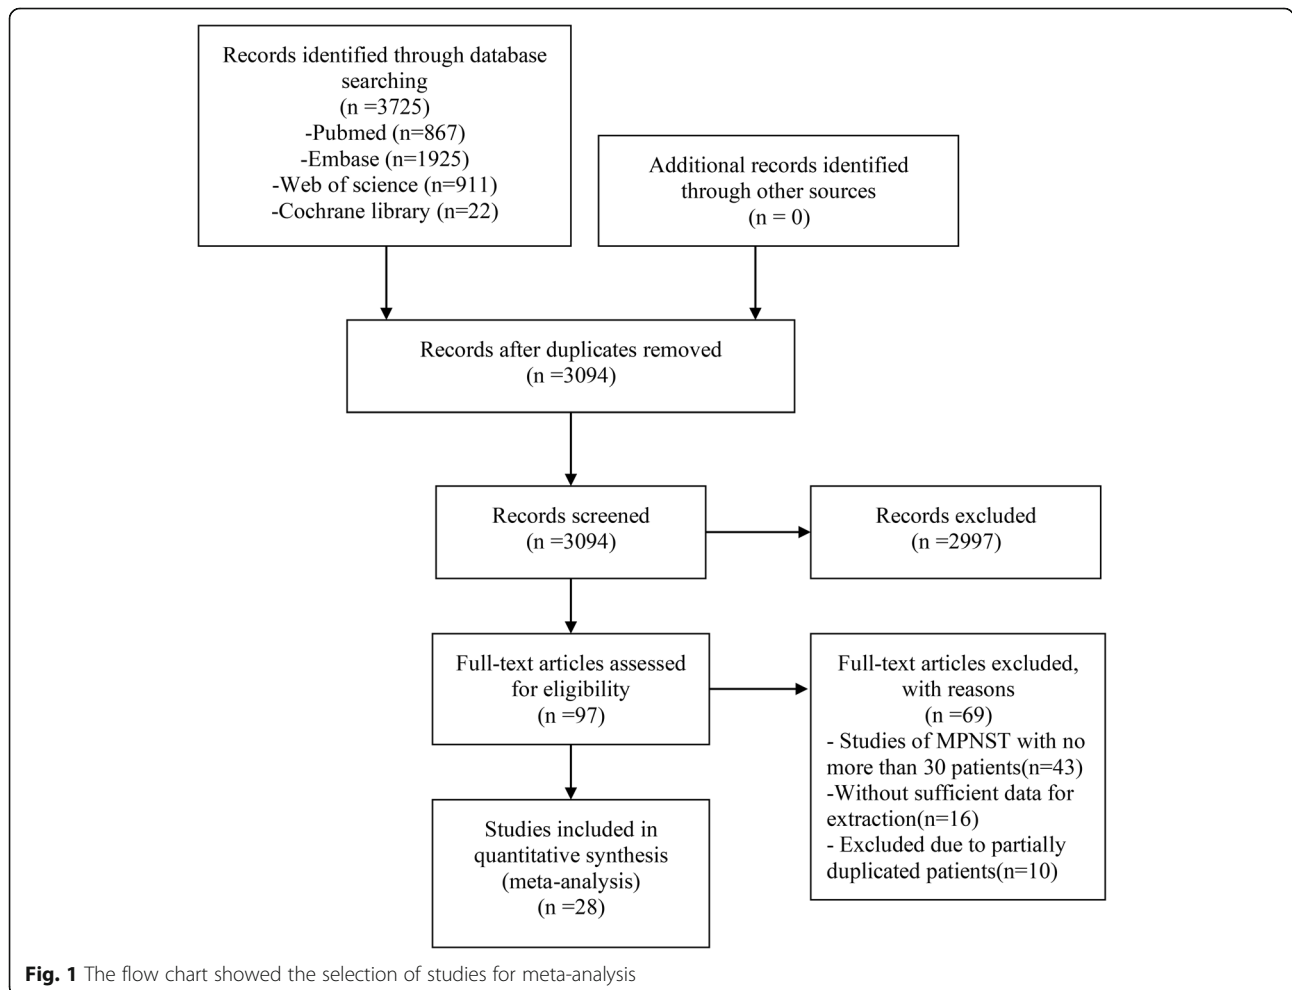 Records identified through database
searching
(n =3725)
-Pubmed (n=867)
-Embase (n=1925)
-Web of science (n=911)
-Cochrane library (n=22)
Additional records identified
through other sources
(n = 0)
Records after duplicates removed
(n =3094)
Records screened
(n =3094)
Records excluded
(n =2997)
Full-text articles assessed
for eligibility
(n =97)
Full-text articles excluded,
with reasons
(n =69)
- Studies of MPNST with no
more than 30 patients(n=43)
-Without sufficient data for
extraction(n=16)
- Excluded due to partially
duplicated patients(n=10)
Studies included in
quantitative synthesis
(meta-analysis)
(n =28)
Fig. 1 The flow chart showed the selection of studies for meta-analysis